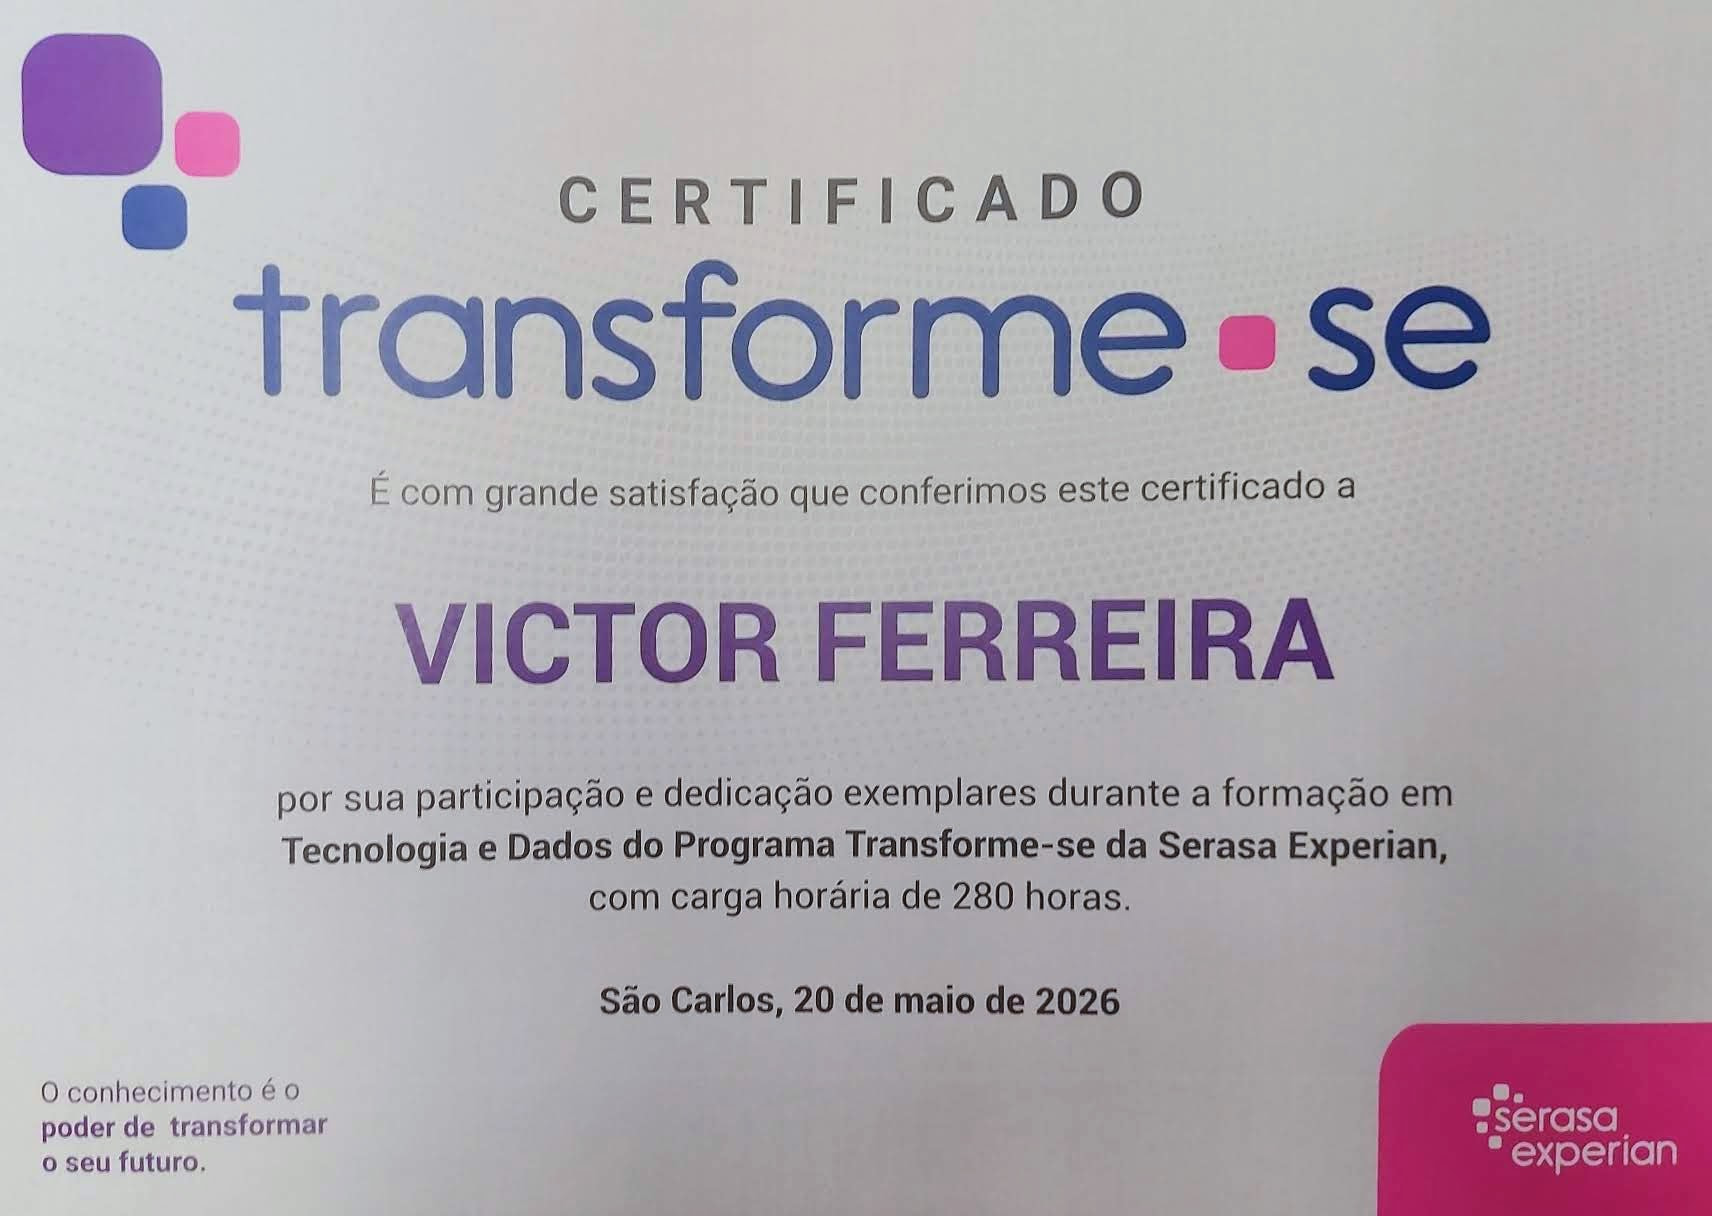 CERTIFICADO
transforme-se
É com grande satisfação que conferimos este certificado a
VICTOR FERREIRA
por sua participação e dedicação exemplares durante a formação em
Tecnologia e Dados do Programa Transforme-se da Serasa Experian,
com carga horária de 280 horas.
São Carlos, 20 de maio de 2026
O conhecimento é o
poder de transformar
o seu futuro.
serasa
experian